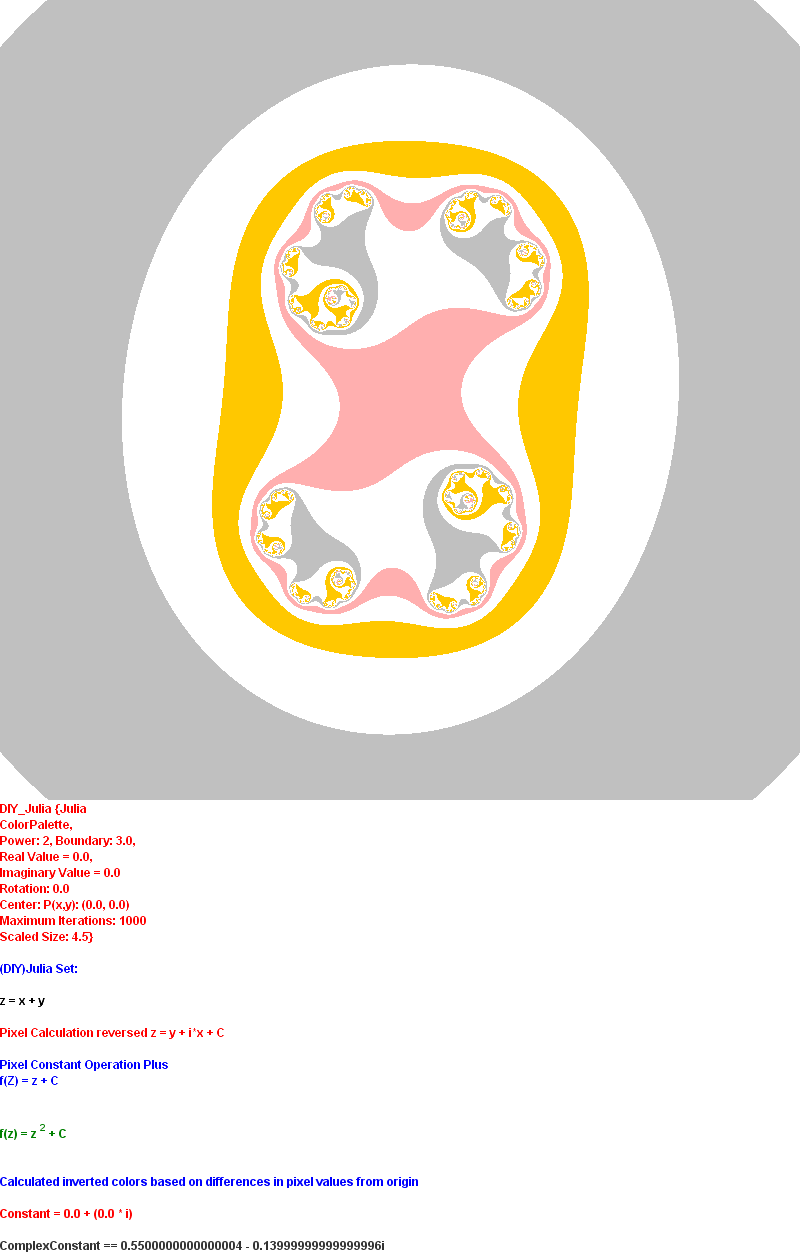 DIY_Julia {Julia
ColorPalette,
Power: 2, Boundary: 3.0,
Real Value = 0.0,
Imaginary Value = 0.0
Rotation: 0.0
Center: P(x,y): (0.0, 0.0)
Maximum Iterations: 1000
Scaled Size: 4.5}
(DIY)Julia Set:
z = x + y
Pixel Calculation reversed z = y + i*x + C
Pixel Constant Operation Plus
f(Z) = z + C
f(z) = z ² + C
Calculated inverted colors based on differences in pixel values from origin
Constant = 0.0 + (0.0 * i)
ComplexConstant == 0.5500000000000004 - 0.13999999999999996i